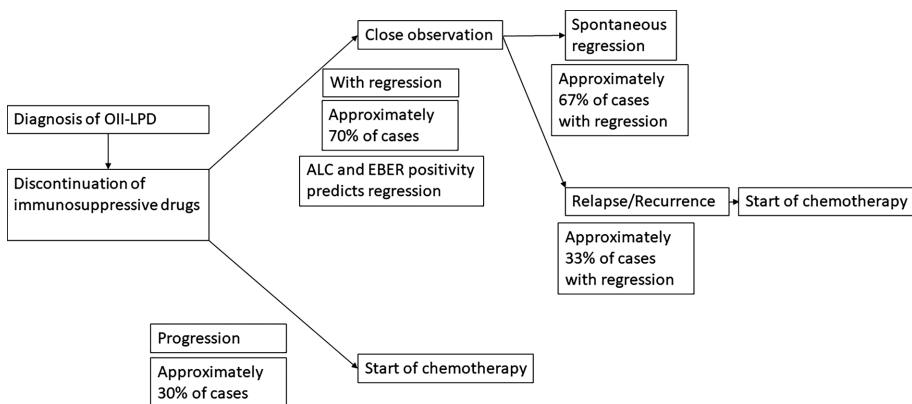 Diagnosis of OII-LPD
Discontinuation of
immunosuppressive drugs
Close observation
With regression
Approximately
70% of cases
ALC and EBER positivity
predicts regression
Spontaneous
regression
Approximately
67% of cases
with regression
Relapse/Recurrence
Start of chemotherapy
Approximately
33% of cases
with regression
Progression
Approximately
30% of cases
Start of chemotherapy